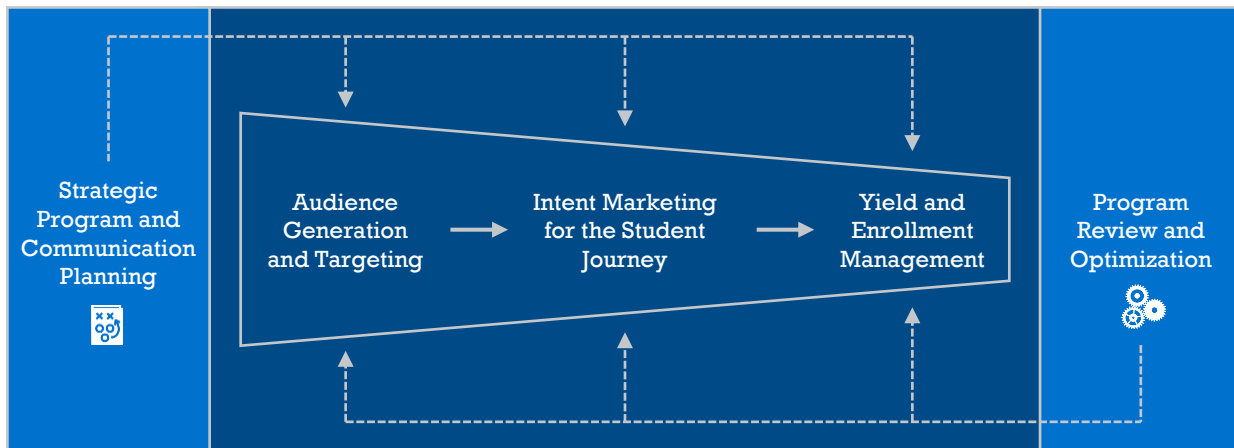 Strategic
Program and
Communication
Planning
Audience
Generation
and Targeting
Intent Marketing
for the Student
Journey
Yield and
Enrollment
Management
Program
Review and
Optimization